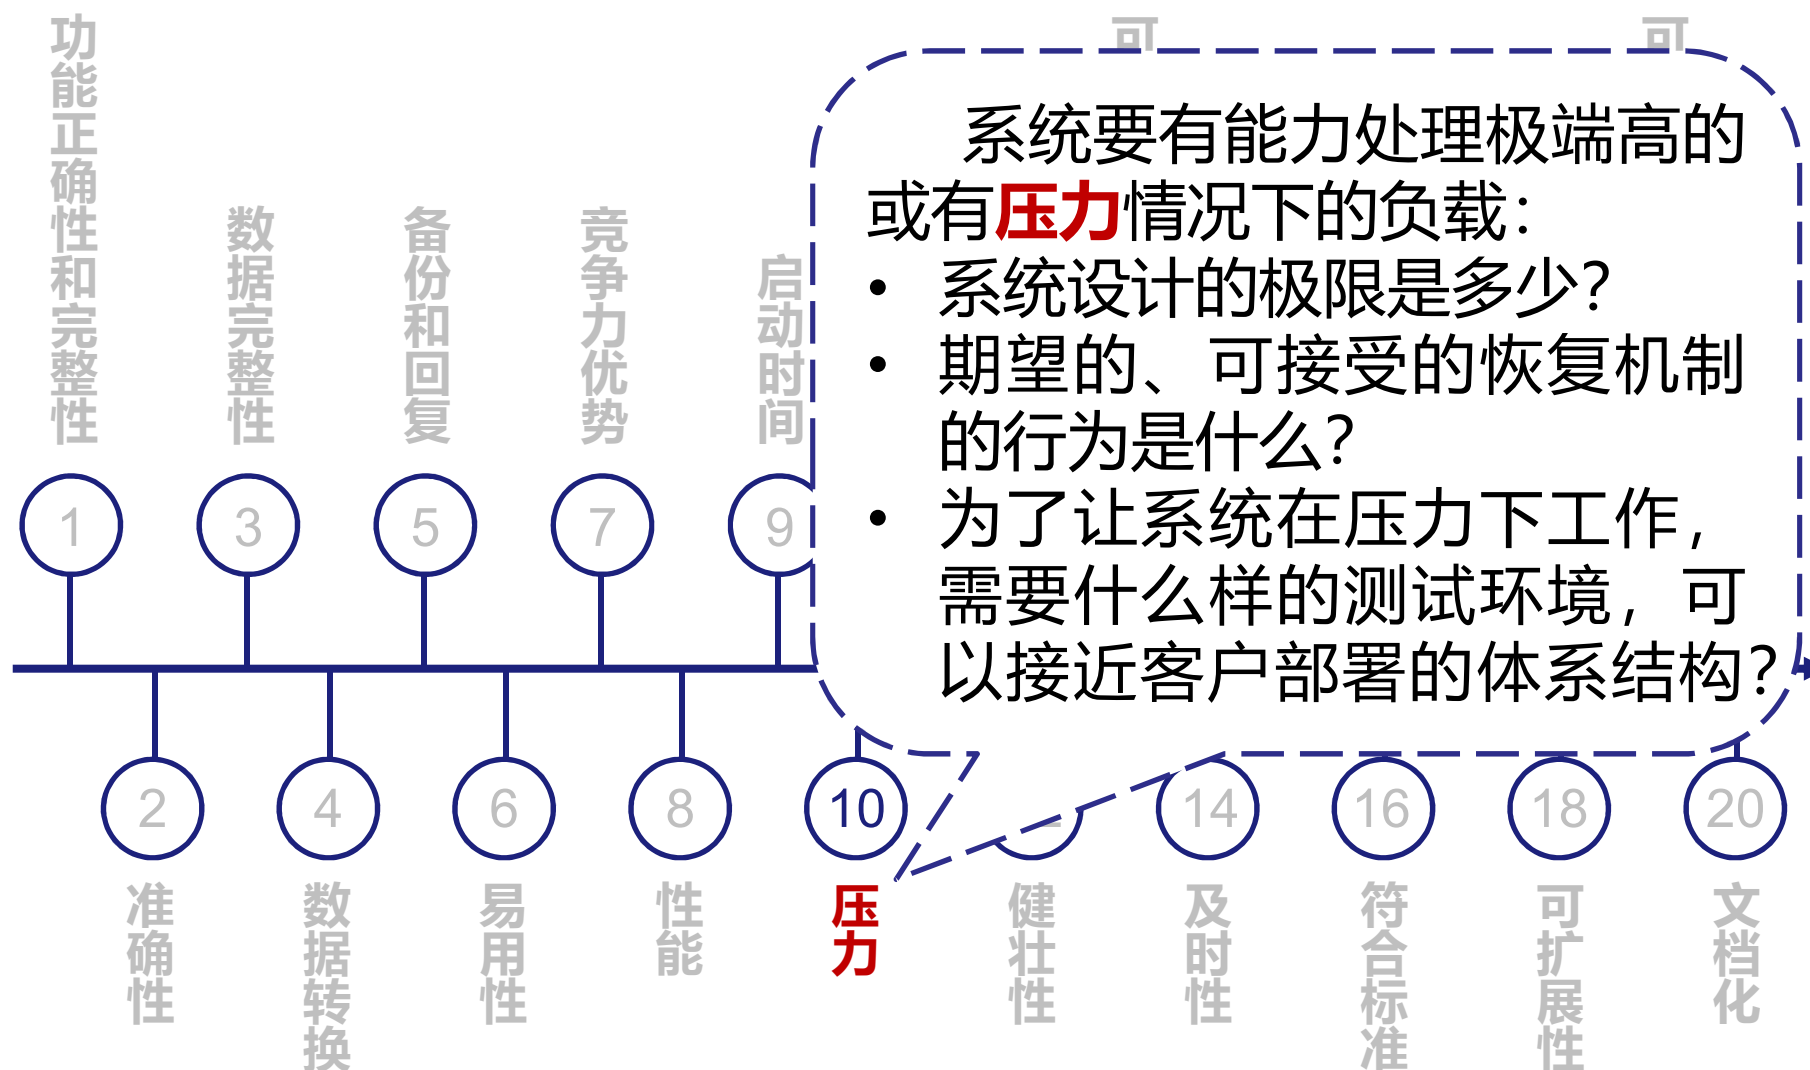 功能正确性和完整性
数据完整性
备份和回复
竞争力优势
启动时间
可
可
系统要有能力处理极端高的
或有压力情况下的负载：
• 系统设计的极限是多少？
• 期望的、可接受的恢复机制
的行为是什么？
• 为了让系统在压力下工作，
需要什么样的测试环境，可
以接近客户部署的体系结构？
1
3
5
7
9
2
4
6
8
10
14
16
18
20
准确性
数据转换
易用性
性能
压力
健壮性
及时性
符合标准
可扩展性
文档化